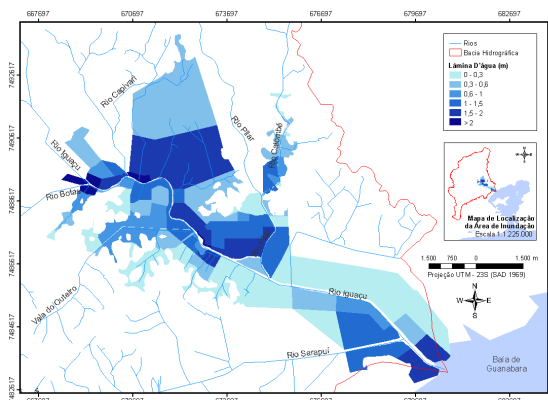 667697 670697 673697 676697 679697 682697
7492617
Rios
Bacia Hidrográfica
Lâmina D'água (m)
0 - 0,3
0,3 - 0,6
0,6 - 1
1 - 1,5
1,5 - 2
> 2
Rio Capivari
Rio Pilar
Rio Calombé
Rio Iguaçu
Rio Botas
Mapa de Localização
da Área de Inundação
Escala 1:1.225.000
1.500 750 0 1.500 m
Projeção UTM - 23S (SAD 1969)
N
W E
S
Rio Iguaçu
Vala do Outeiro
Rio Sarapuí
Baía de
Guanabara
7484617
7482617